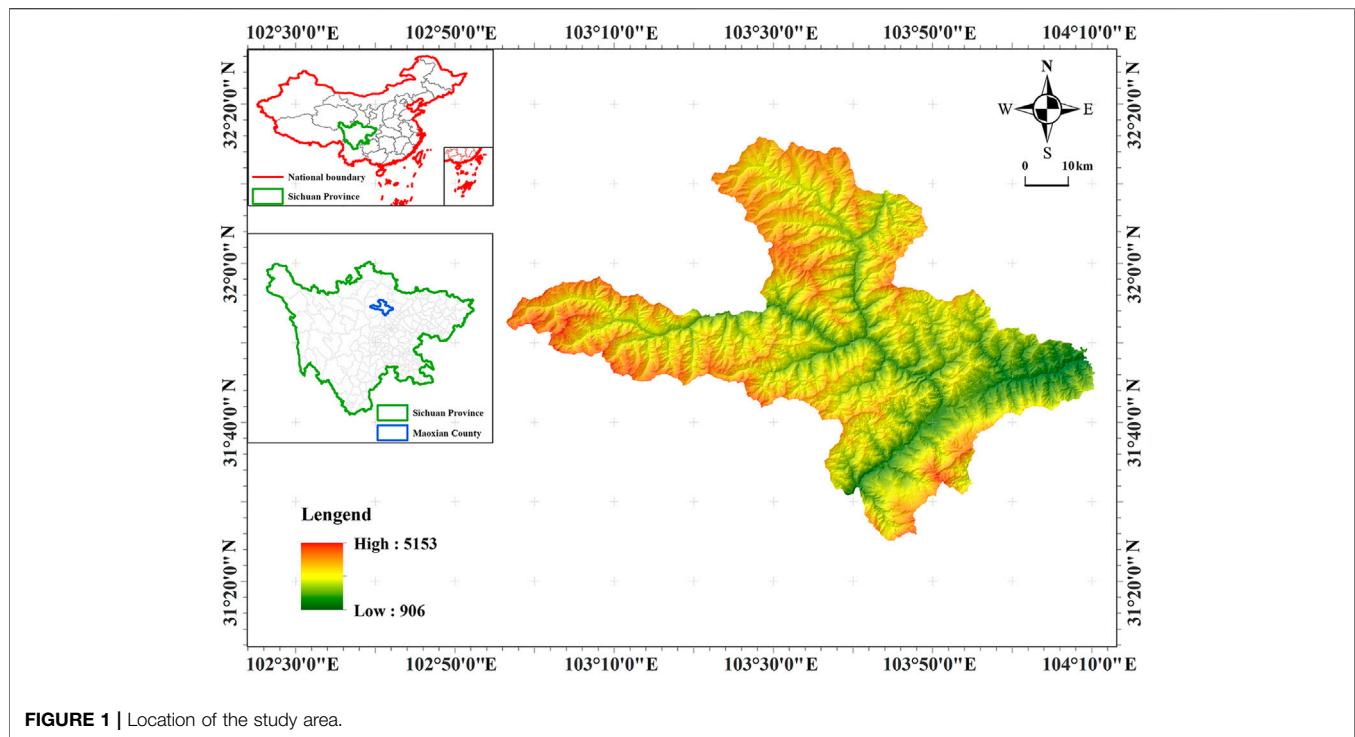 102°30'0"E 102°50'0"E 103°10'0"E 103°30'0"E 103°50'0"E 104°10'0"E
32°20'0" N
32°0'0" N
31°40'0" N
31°20'0" N
National boundary
Sichuan Province
Sichuan Province
Maoxian County
Lengend
High : 5153
Low : 906
N
W E
S
0 10km
32°20'0" N
32°0'0" N
31°40'0" N
31°20'0" N
102°30'0"E 102°50'0"E 103°10'0"E 103°30'0"E 103°50'0"E 104°10'0"E
FIGURE 1 | Location of the study area.